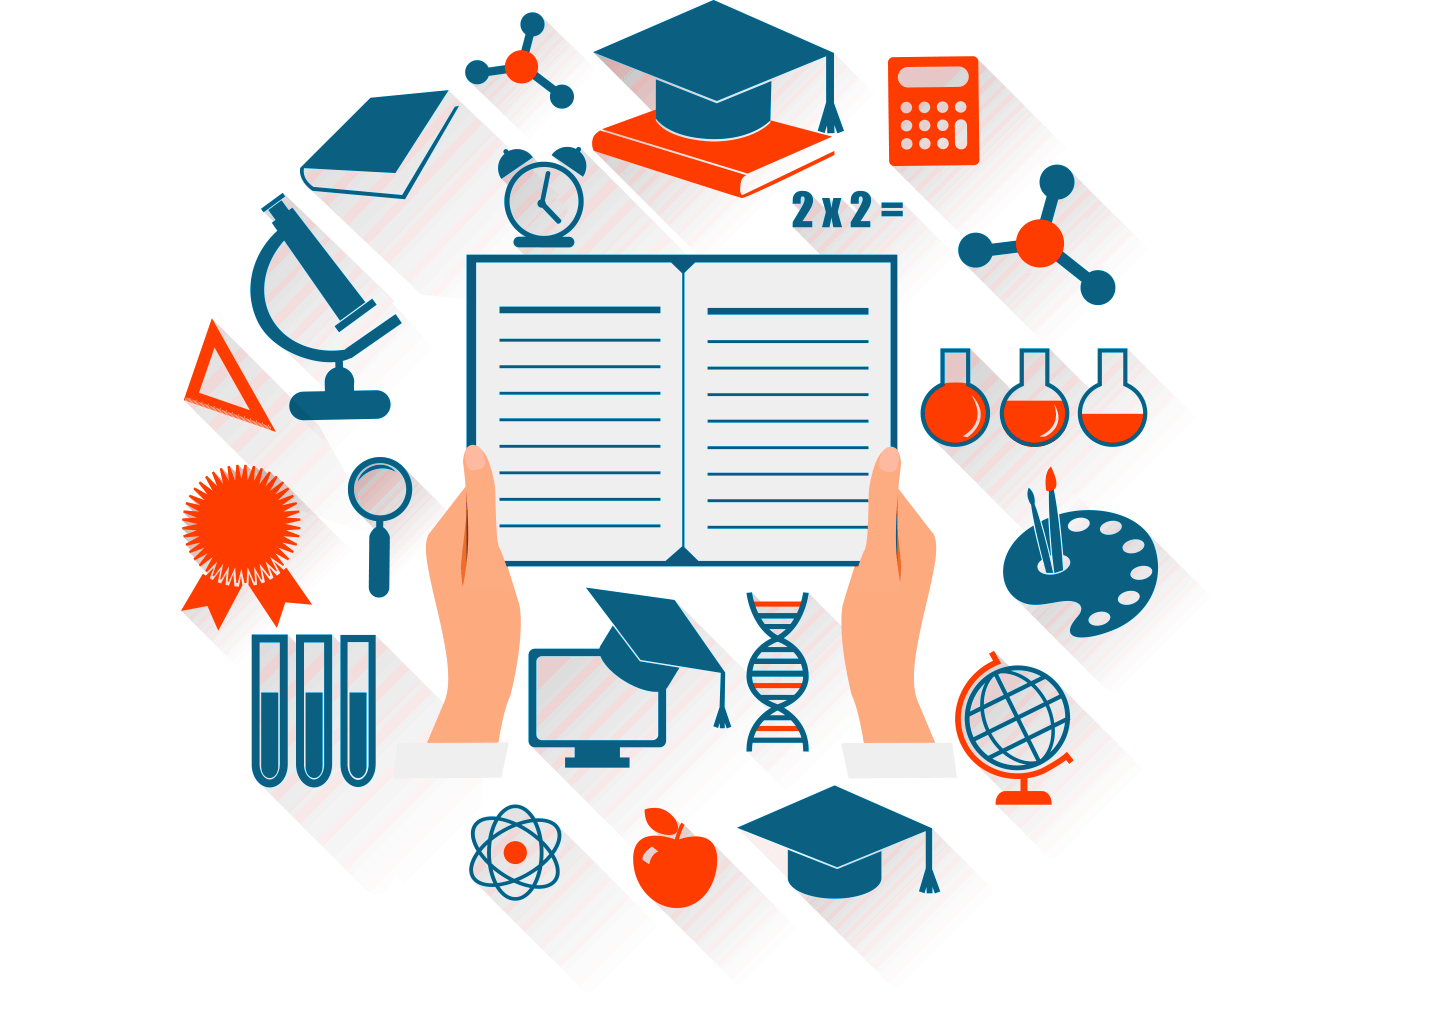 2 x 2 =